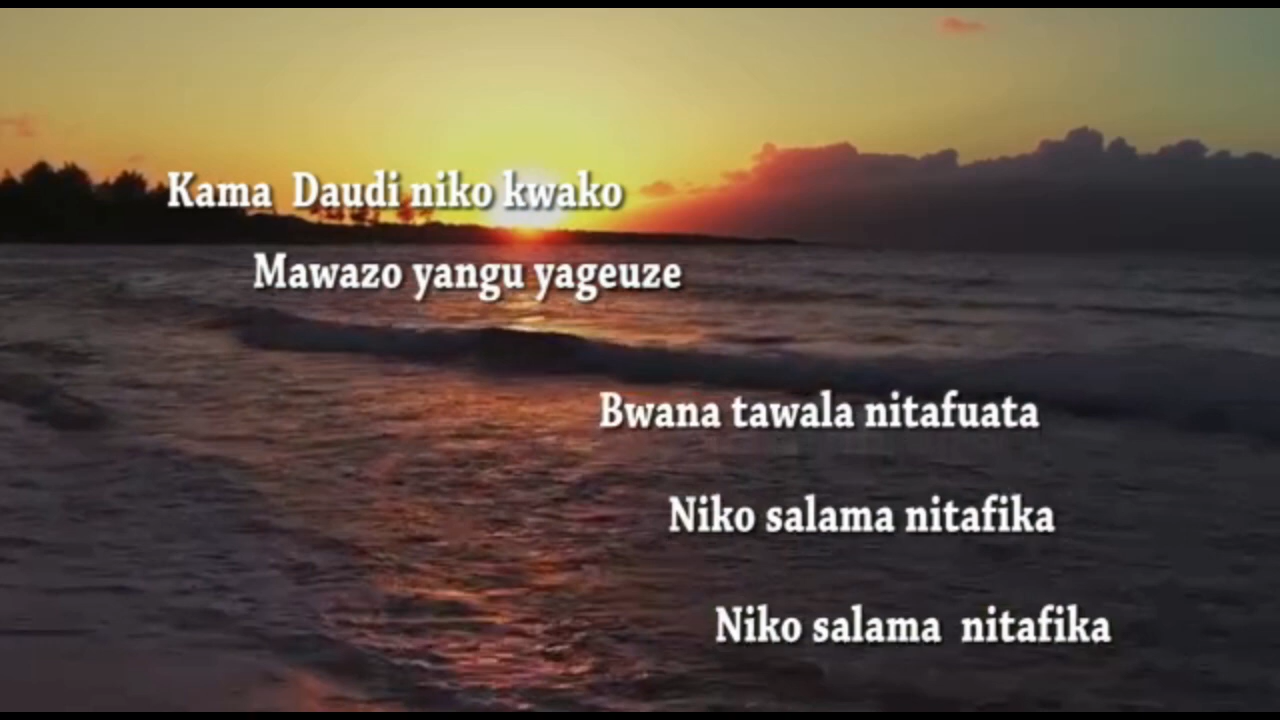 Kama Daudi niko kwako
Mawazo yangu yageuze
Bwana tawala nitafuata
Niko salama nitafika
Niko salama nitafika